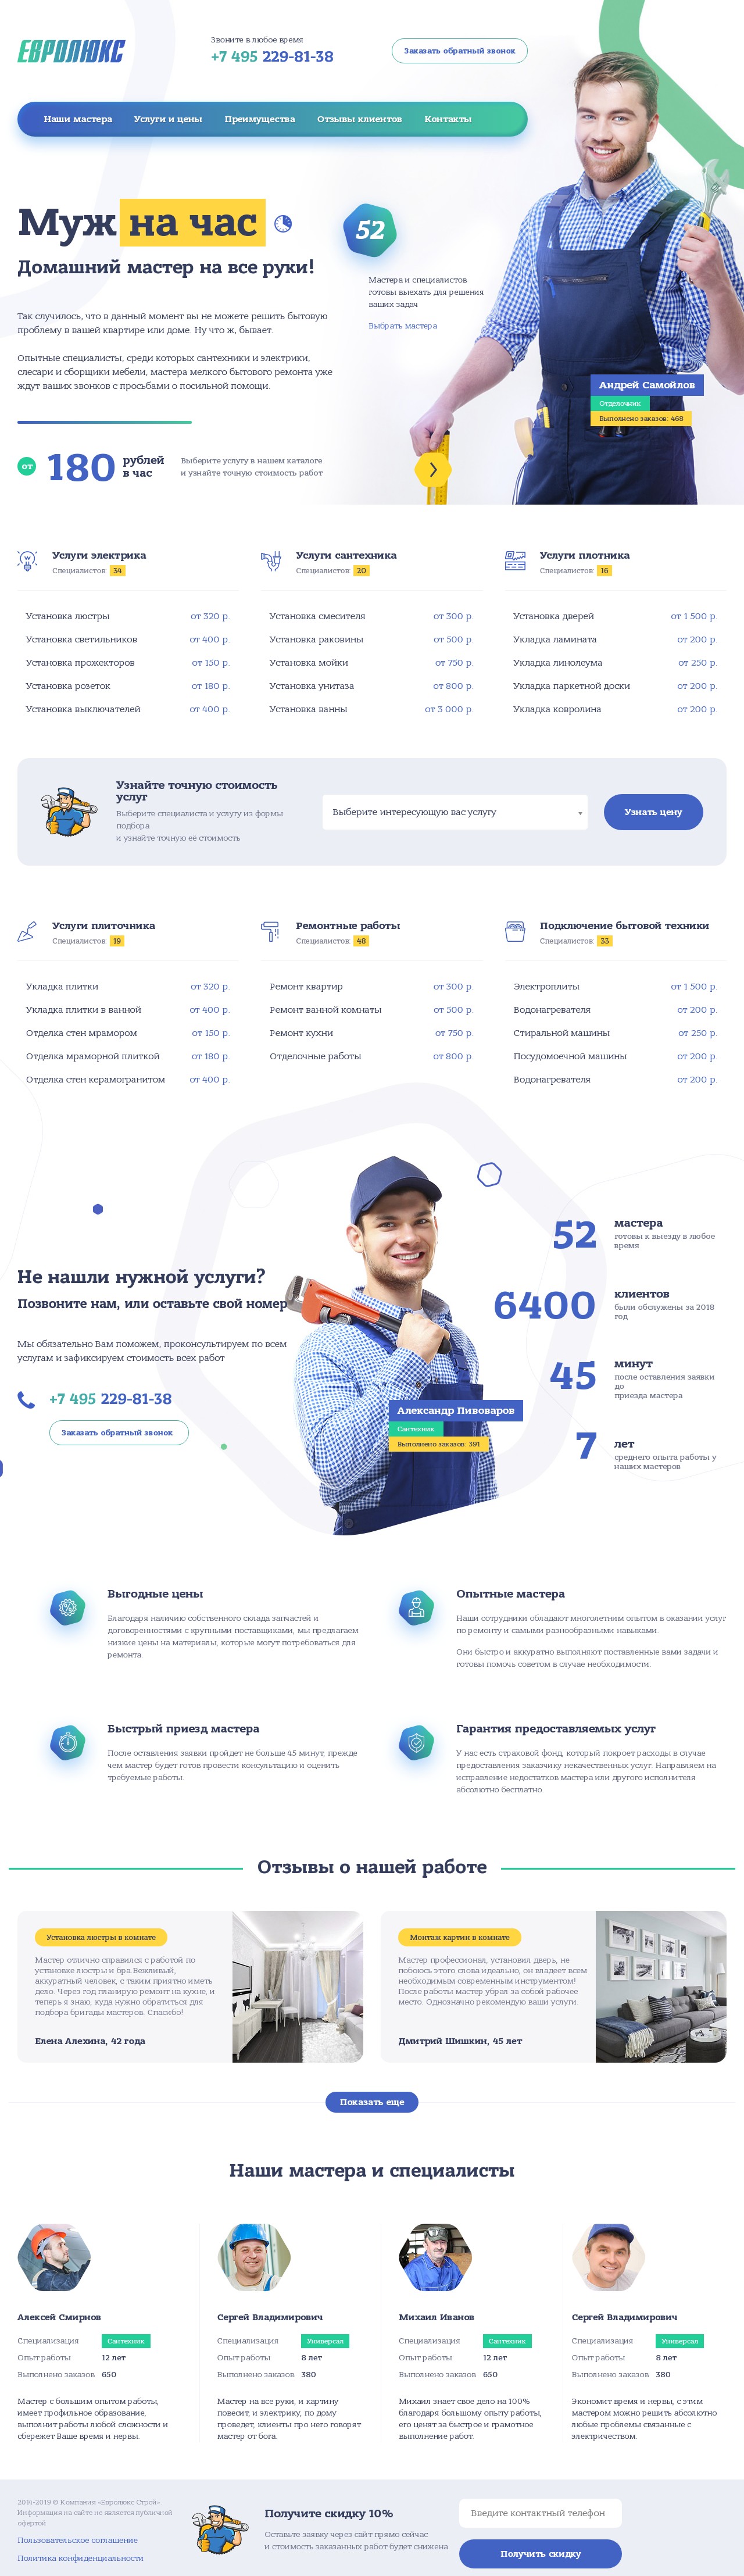 ЕВРОЛЮКС
Звоните в любое время
+7 495 229-81-38
Заказать обратный звонок
Наши мастера
Услуги и цены
Преимущества
Отзывы клиентов
Контакты
Муж на час
Домашний мастер на все руки!
Так случилось, что в данный момент вы не можете решить бытовую
проблему в вашей квартире или доме. Ну что ж, бывает.
Опытные специалисты, среди которых сантехники и электрики,
слесари и сборщики мебели, мастера мелкого бытового ремонта уже
ждут ваших звонков с просьбами о посильной помощи.
52
Мастера и специалистов
готовы выехать для решения
ваших задач
Выбрать мастера
Андрей Самойлов
Отделочник
Выполнено заказов: 468
от 180 рублей
в час
Выберите услугу в нашем каталоге
и узнайте точную стоимость работ
Услуги электрика
Специалистов: 34
Установка люстры от 320 р.
Установка светильников от 400 р.
Установка прожекторов от 150 р.
Установка розеток от 180 р.
Установка выключателей от 400 р.
Услуги сантехника
Специалистов: 20
Установка смесителя от 300 р.
Установка раковины от 500 р.
Установка мойки от 750 р.
Установка унитаза от 800 р.
Установка ванны от 3 000 р.
Услуги плотника
Специалистов: 16
Установка дверей от 1 500 р.
Укладка ламината от 200 р.
Укладка линолеума от 250 р.
Укладка паркетной доски от 200 р.
Укладка ковролина от 200 р.
Узнайте точную стоимость
услуг
Выберите специалиста и услугу из формы
подбора
и узнайте точную её стоимость
Выберите интересующую вас услугу
Узнать цену
Услуги плиточника
Специалистов: 19
Укладка плитки от 320 р.
Укладка плитки в ванной от 400 р.
Отделка стен мрамором от 150 р.
Отделка мраморной плиткой от 180 р.
Отделка стен керамогранитом от 400 р.
Ремонтные работы
Специалистов: 48
Ремонт квартир от 300 р.
Ремонт ванной комнаты от 500 р.
Ремонт кухни от 750 р.
Отделочные работы от 800 р.
Подключение бытовой техники
Специалистов: 33
Электроплиты от 1 500 р.
Водонагревателя от 200 р.
Стиральной машины от 250 р.
Посудомоечной машины от 200 р.
Водонагревателя от 200 р.
Не нашли нужной услуги?
Позвоните нам, или оставьте свой номер
Мы обязательно Вам поможем, проконсультируем по всем
услугам и зафиксируем стоимость всех работ
+7 495 229-81-38
Заказать обратный звонок
Александр Пивоваров
Сантехник
Выполнено заказов: 391
52 мастера
готовы к выезду в любое
время
6400 клиентов
были обслужены за 2018
год
45 минут
после оставления заявки
до
приезда мастера
7 лет
среднего опыта работы у
наших мастеров
Выгодные цены
Благодаря наличию собственного склада запчастей и
договоренностями с крупными поставщиками, мы предлагаем
низкие цены на материалы, которые могут потребоваться для
ремонта.
Опытные мастера
Наши сотрудники обладают многолетним опытом в оказании услуг
по ремонту и самыми разнообразными навыками.
Они быстро и аккуратно выполняют поставленные вами задачи и
готовы помочь советом в случае необходимости.
Быстрый приезд мастера
После оставления заявки пройдет не больше 45 минут, прежде
чем мастер будет готов провести консультацию и оценить
требуемые работы.
Гарантия предоставляемых услуг
У нас есть страховой фонд, который покроет расходы в случае
предоставления заказчику некачественных услуг. Направляем на
исправление недостатков мастера или другого исполнителя
абсолютно бесплатно.
Отзывы о нашей работе
Установка люстры в комнате
Мастер отлично справился с работой по
установке люстры и бра.Вежливый,
аккуратный человек, с таким приятно иметь
дело. Через год планирую ремонт на кухне, и
теперь я знаю, куда нужно обратиться для
подбора бригады мастеров. Спасибо!
Елена Алехина, 42 года
Монтаж картин в комнате
Мастер профессионал, установил дверь, не
побоюсь этого слова идеально, он владеет всем
необходимым современным инструментом!
После работы мастер убрал за собой рабочее
место. Однозначно рекомендую ваши услуги.
Дмитрий Шишкин, 45 лет
Показать еще
Наши мастера и специалисты
Алексей Смирнов
Специализация Сантехник
Опыт работы 12 лет
Выполнено заказов 650
Мастер с большим опытом работы,
имеет профильное образование,
выполнит работы любой сложности и
сбережет Ваше время и нервы.
Сергей Владимирович
Специализация Универсал
Опыт работы 8 лет
Выполнено заказов 380
Мастер на все руки, и картину
повесит, и электрику, по дому
проведет, клиенты про него говорят
мастер от бога.
Михаил Иванов
Специализация Сантехник
Опыт работы 12 лет
Выполнено заказов 650
Михаил знает свое дело на 100%
благодаря большому опыту работы,
его ценят за быстрое и грамотное
выполнение работ.
Сергей Владимирович
Специализация Универсал
Опыт работы 8 лет
Выполнено заказов 380
Экономит время и нервы, с этим
мастером можно решить абсолютно
любые проблемы связанные с
электричеством.
2014-2019 © Компания «Евролюкс Строй».
Информация на сайте не является публичной
офертой
Пользовательское соглашение
Политика конфиденциальности
Получите скидку 10%
Оставьте заявку через сайт прямо сейчас
и стоимость заказанных работ будет снижена
Введите контактный телефон
Получить скидку